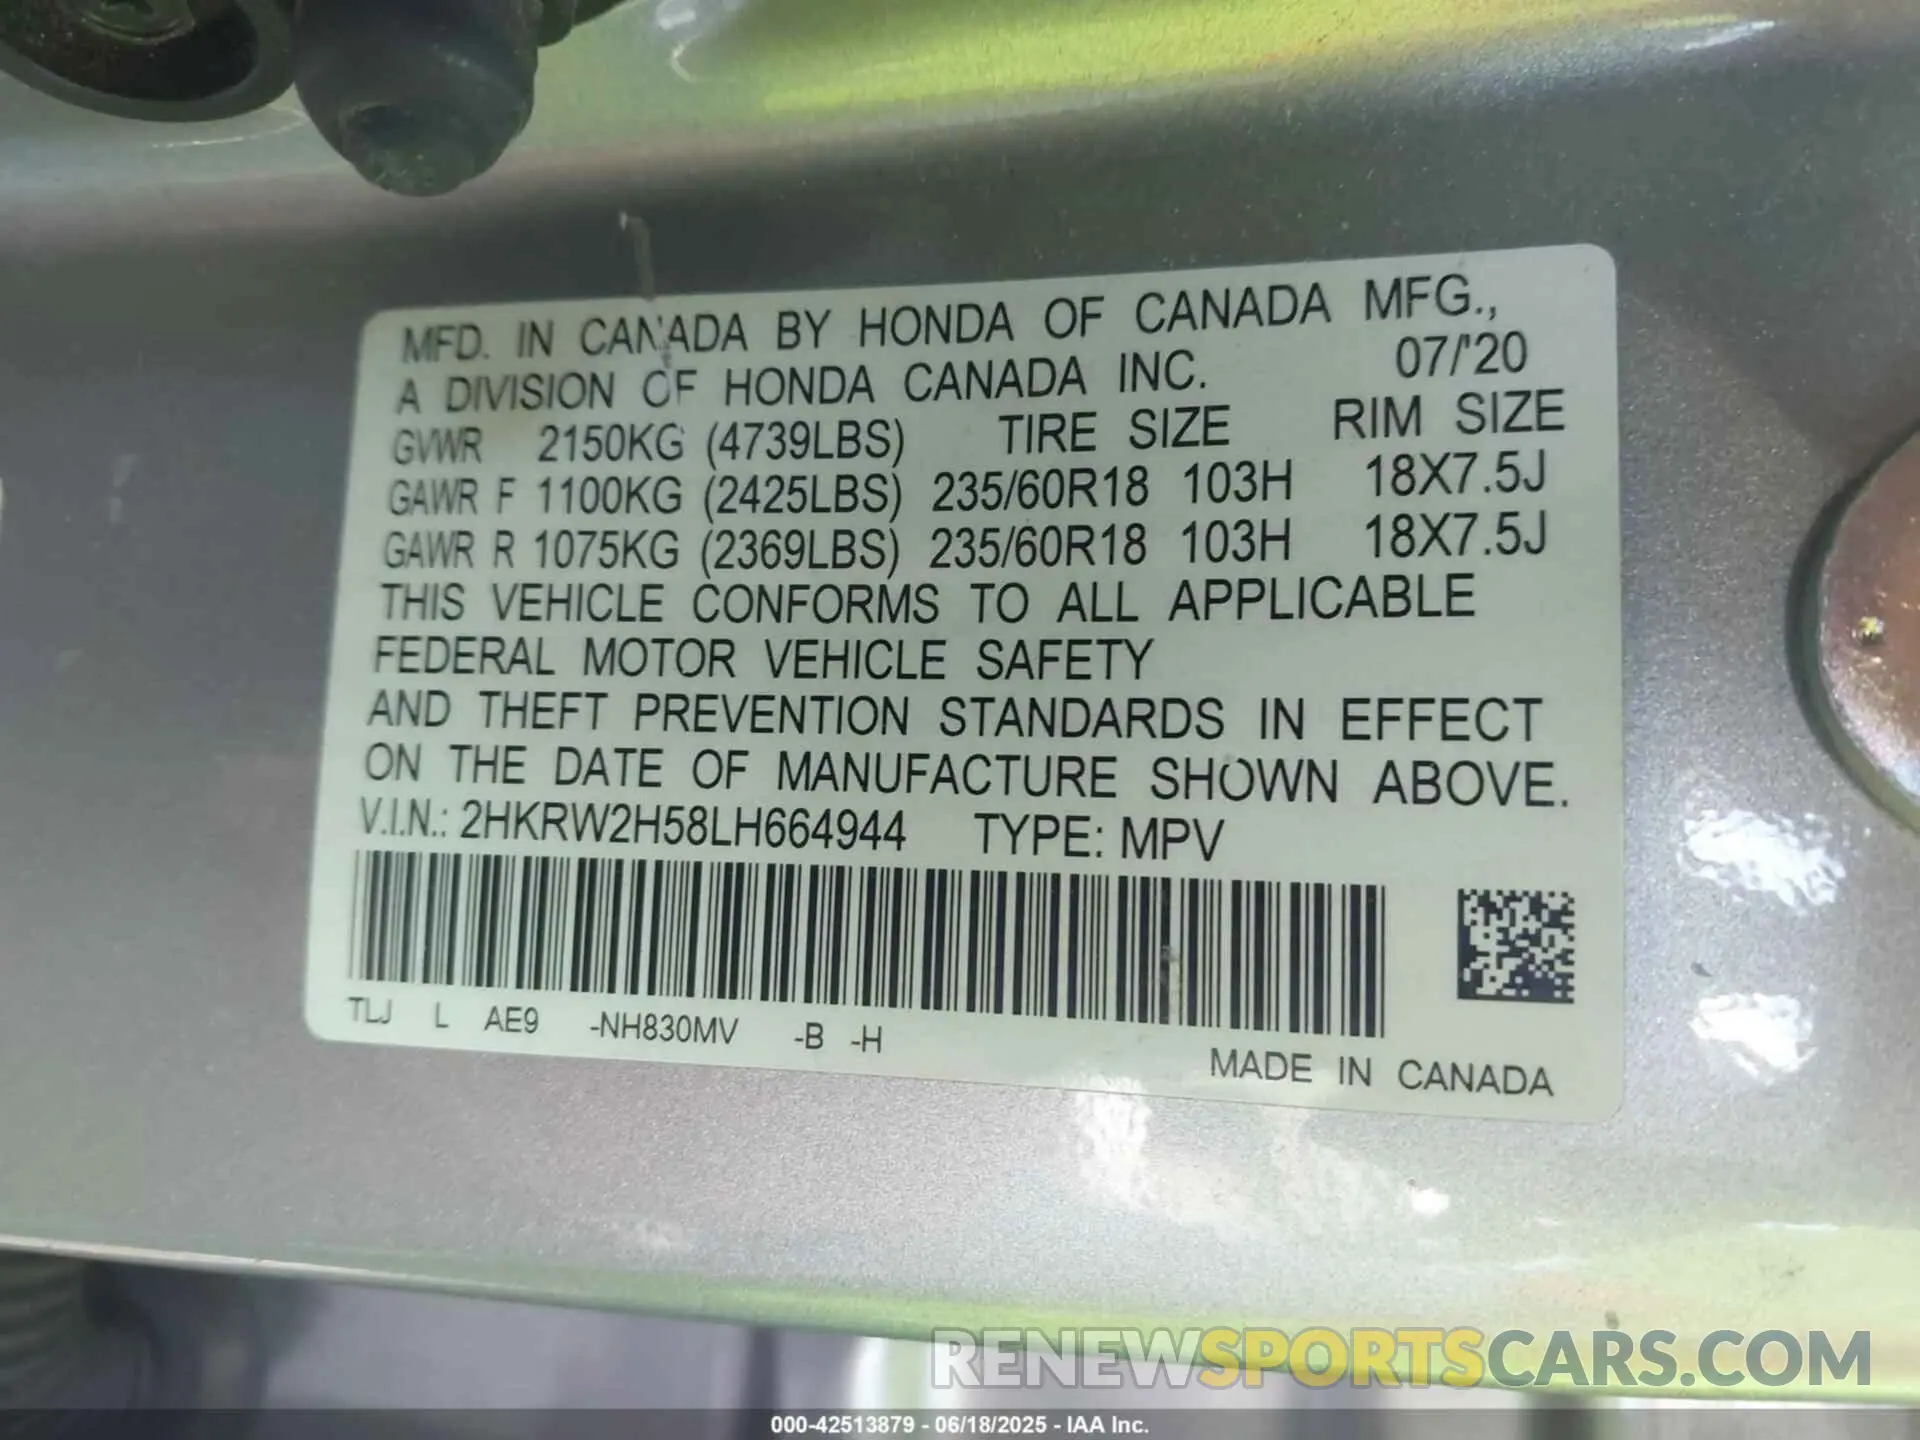 MFD. IN CANADA BY HONDA OF CANADA MFG.,
A DIVISION OF HONDA CANADA INC. 07/'20
GVWR 2150KG (4739LBS) TIRE SIZE RIM SIZE
GAWR F 1100KG (2425LBS) 235/60R18 103H 18X7.5J
GAWR R 1075KG (2369LBS) 235/60R18 103H 18X7.5J
THIS VEHICLE CONFORMS TO ALL APPLICABLE
FEDERAL MOTOR VEHICLE SAFETY
AND THEFT PREVENTION STANDARDS IN EFFECT
ON THE DATE OF MANUFACTURE SHOWN ABOVE.
V.I.N.: 2HKRW2H58LH664944 TYPE: MPV
TLJ L AE9 -NH830MV -B -H
MADE IN CANADA
RENEWSPORTSCARS.COM
000-42513879 - 06/18/2025 - IAA Inc.